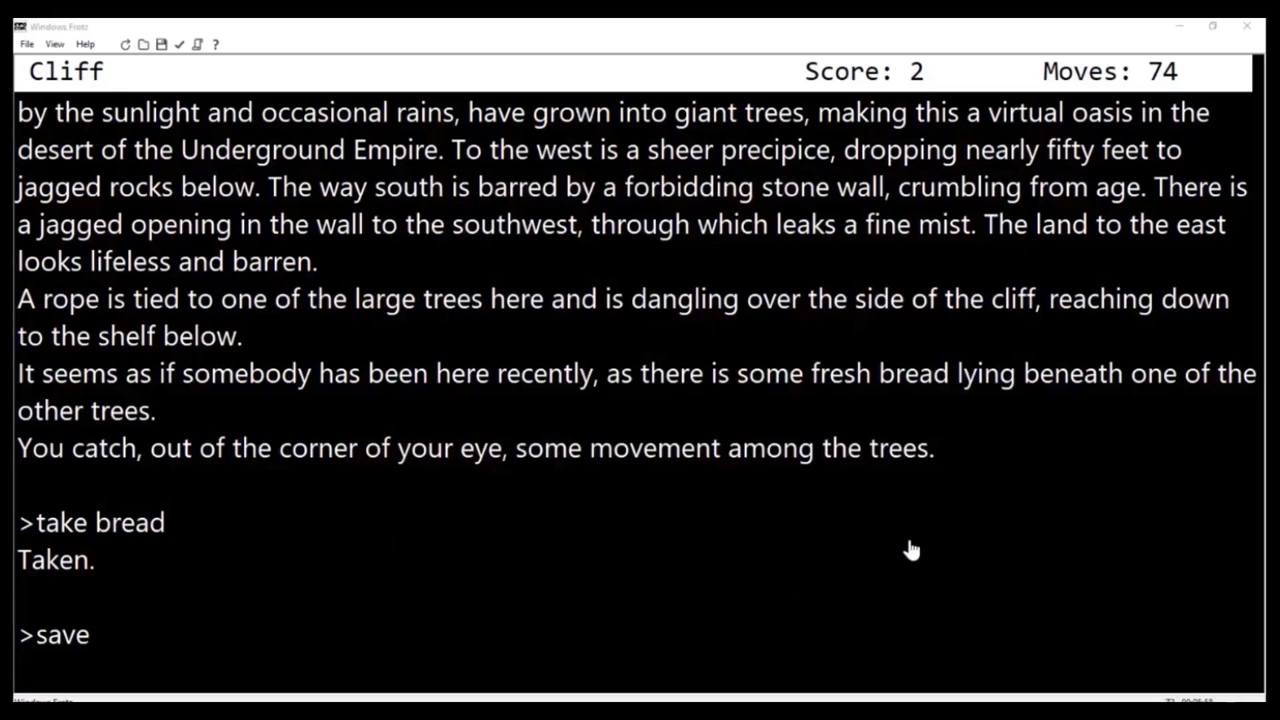 Windows Frotz
File View Help ?
Cliff Score: 2 Moves: 74
by the sunlight and occasional rains, have grown into giant trees, making this a virtual oasis in the
desert of the Underground Empire. To the west is a sheer precipice, dropping nearly fifty feet to
jagged rocks below. The way south is barred by a forbidding stone wall, crumbling from age. There is
a jagged opening in the wall to the southwest, through which leaks a fine mist. The land to the east
looks lifeless and barren.
A rope is tied to one of the large trees here and is dangling over the side of the cliff, reaching down
to the shelf below.
It seems as if somebody has been here recently, as there is some fresh bread lying beneath one of the
other trees.
You catch, out of the corner of your eye, some movement among the trees.
>take bread
Taken.
>save